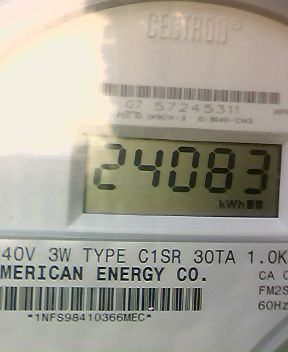 CENTRON®
07 57245311
24083
kWh
40V 3W TYPE C1SR 30TA 1.0K
MERICAN ENERGY CO.
CA
FM2S
60Hz
*1NFS98410366MEC*